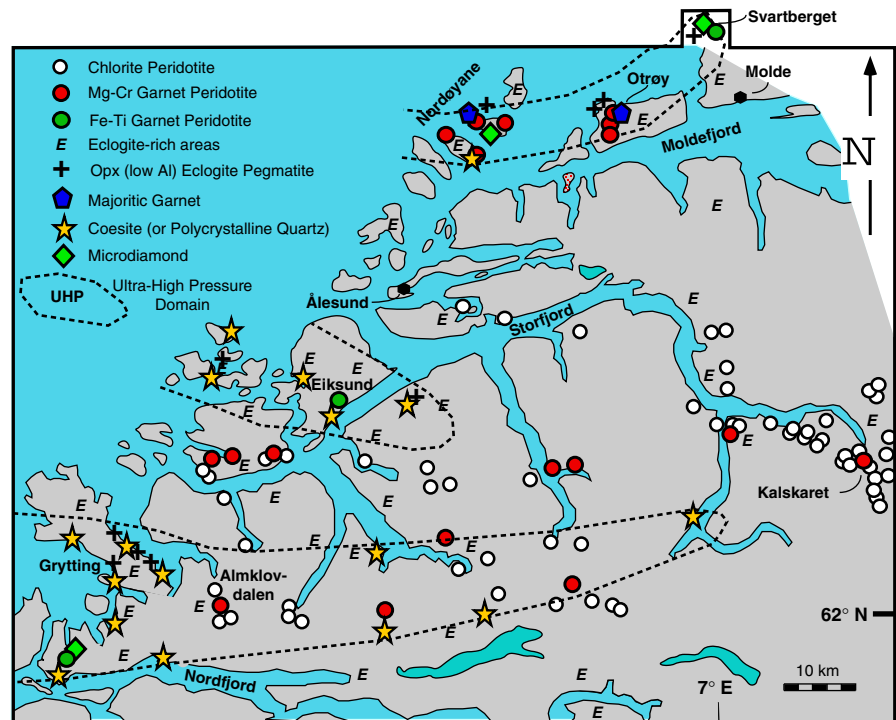 Svartberget
Chlorite Peridotite
Mg-Cr Garnet Peridotite
Fe-Ti Garnet Peridotite
E Eclogite-rich areas
Opx (low Al) Eclogite Pegmatite
Majoritic Garnet
Coesite (or Polycrystalline Quartz)
Microdiamond
UHP
Ultra-High Pressure
Domain
Nordøyane
Otrøy
Molde
Moldefjord
N
E
E
E
E
E
E
Ålesund
Storfjord
E
E
E
E
E
E
Eiksund
E
E
E
E
E
Kalskaret
E
E
E
E
E
Grytting
E
Almklov-
dalen
E
E
E
E
E
62° N
Nordfjord
E
7° E
10 km
E
E